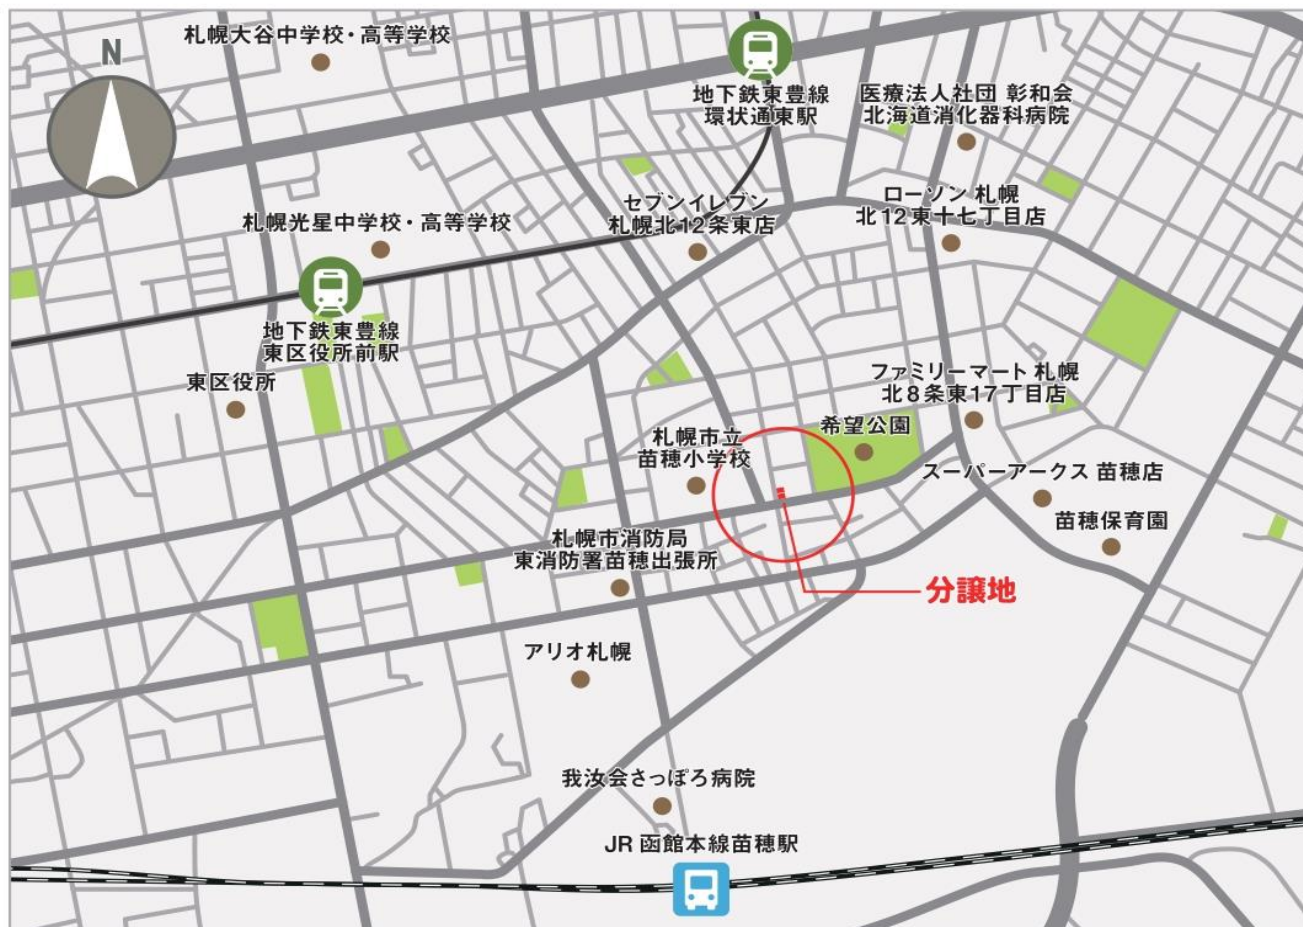 N
札幌大谷中学校・高等学校
地下鉄東豊線
環状通東駅
医療法人社団 彰和会
北海道消化器科病院
セブンイレブン
札幌北12条東店
ローソン 札幌
北12東十七丁目店
札幌光星中学校・高等学校
地下鉄東豊線
東区役所前駅
東区役所
ファミリーマート 札幌
北8条東17丁目店
希望公園
札幌市立
苗穂小学校
スーパーアークス 苗穂店
苗穂保育園
札幌市消防局
東消防署苗穂出張所
分譲地
アリオ札幌
我汝会さっぽろ病院
JR 函館本線苗穂駅